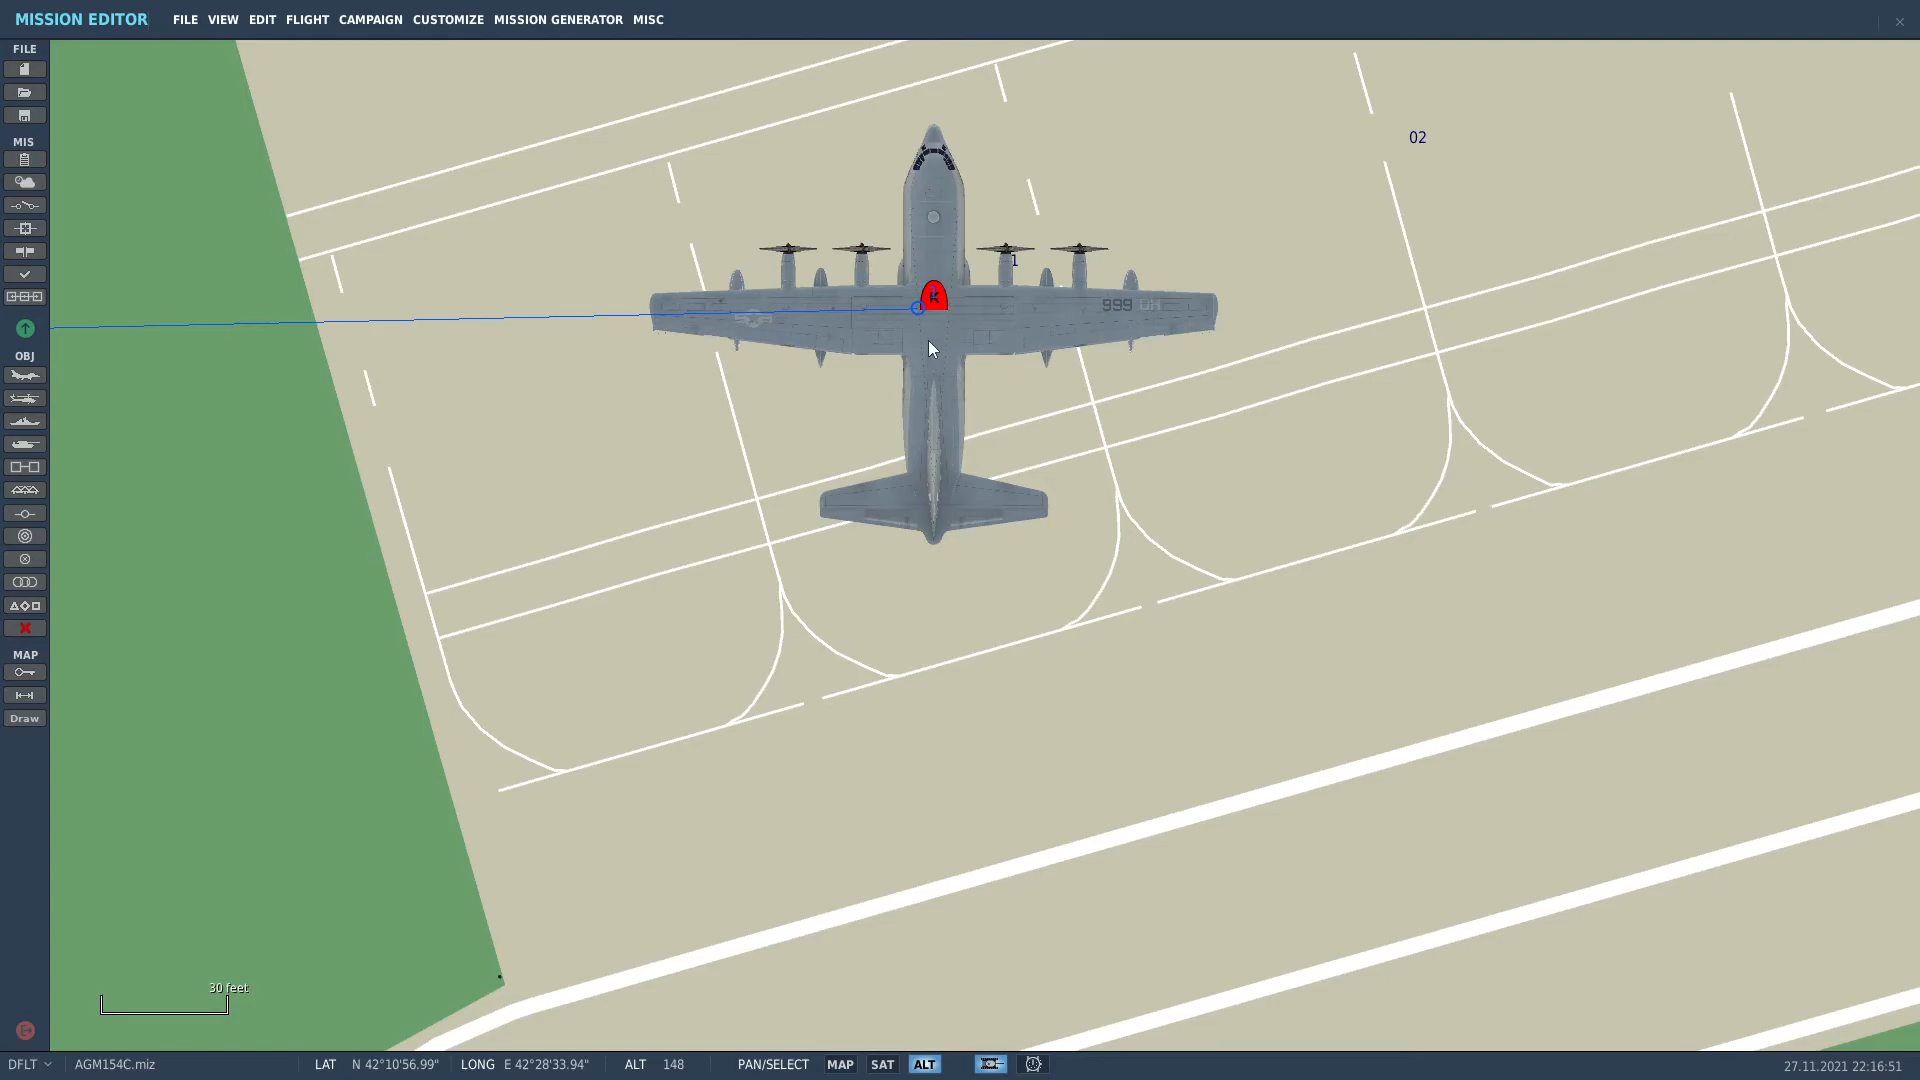 MISSION EDITOR
FILE VIEW EDIT FLIGHT CAMPAIGN CUSTOMIZE MISSION GENERATOR MISC
FILE
MIS
OBJ
MAP
Draw
02
1
k
999
30 feet
DFLT AGM154C.miz LAT N 42°10'56.99" LONG E 42°28'33.94" ALT 148 PAN/SELECT MAP SAT ALT 27.11.2021 22:16:51